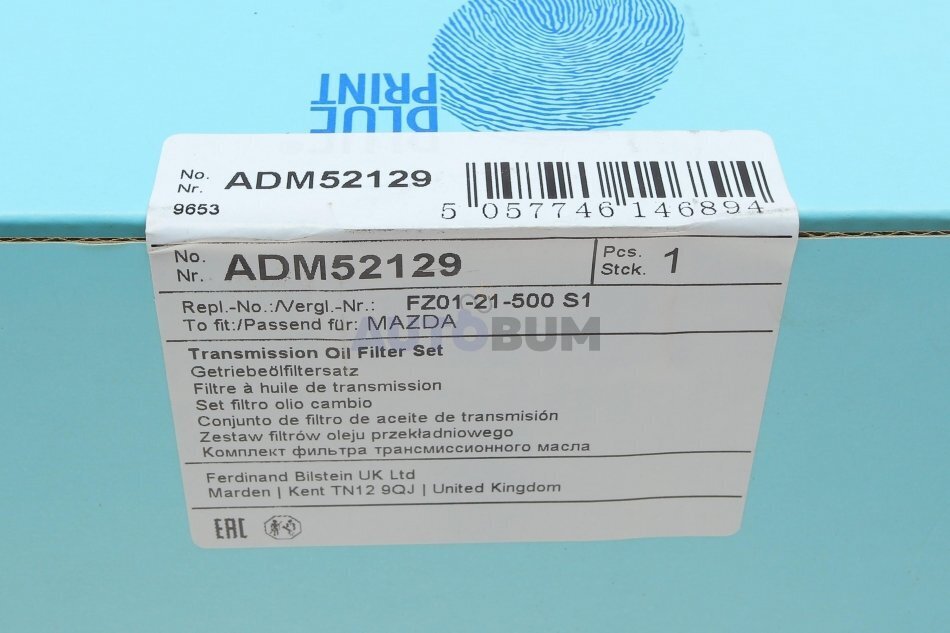 BLUE
PRINT
No. ADM52129
Nr.
9653
5 057746 146894
No. ADM52129 Pcs. 1
Nr. Stck.
Repl.-No.:/Vergl.-Nr.: FZ01-21-500 S1
To fit:/Passend für: MAZDA
AUTOBUM
Transmission Oil Filter Set
Getriebeölfiltersatz
Filtre à huile de transmission
Set filtro olio cambio
Conjunto de filtro de aceite de transmisión
Zestaw filtrów oleju przekładniowego
Комплект фильтра трансмиссионного масла
Ferdinand Bilstein UK Ltd
Marden | Kent TN12 9QJ | United Kingdom
EAC